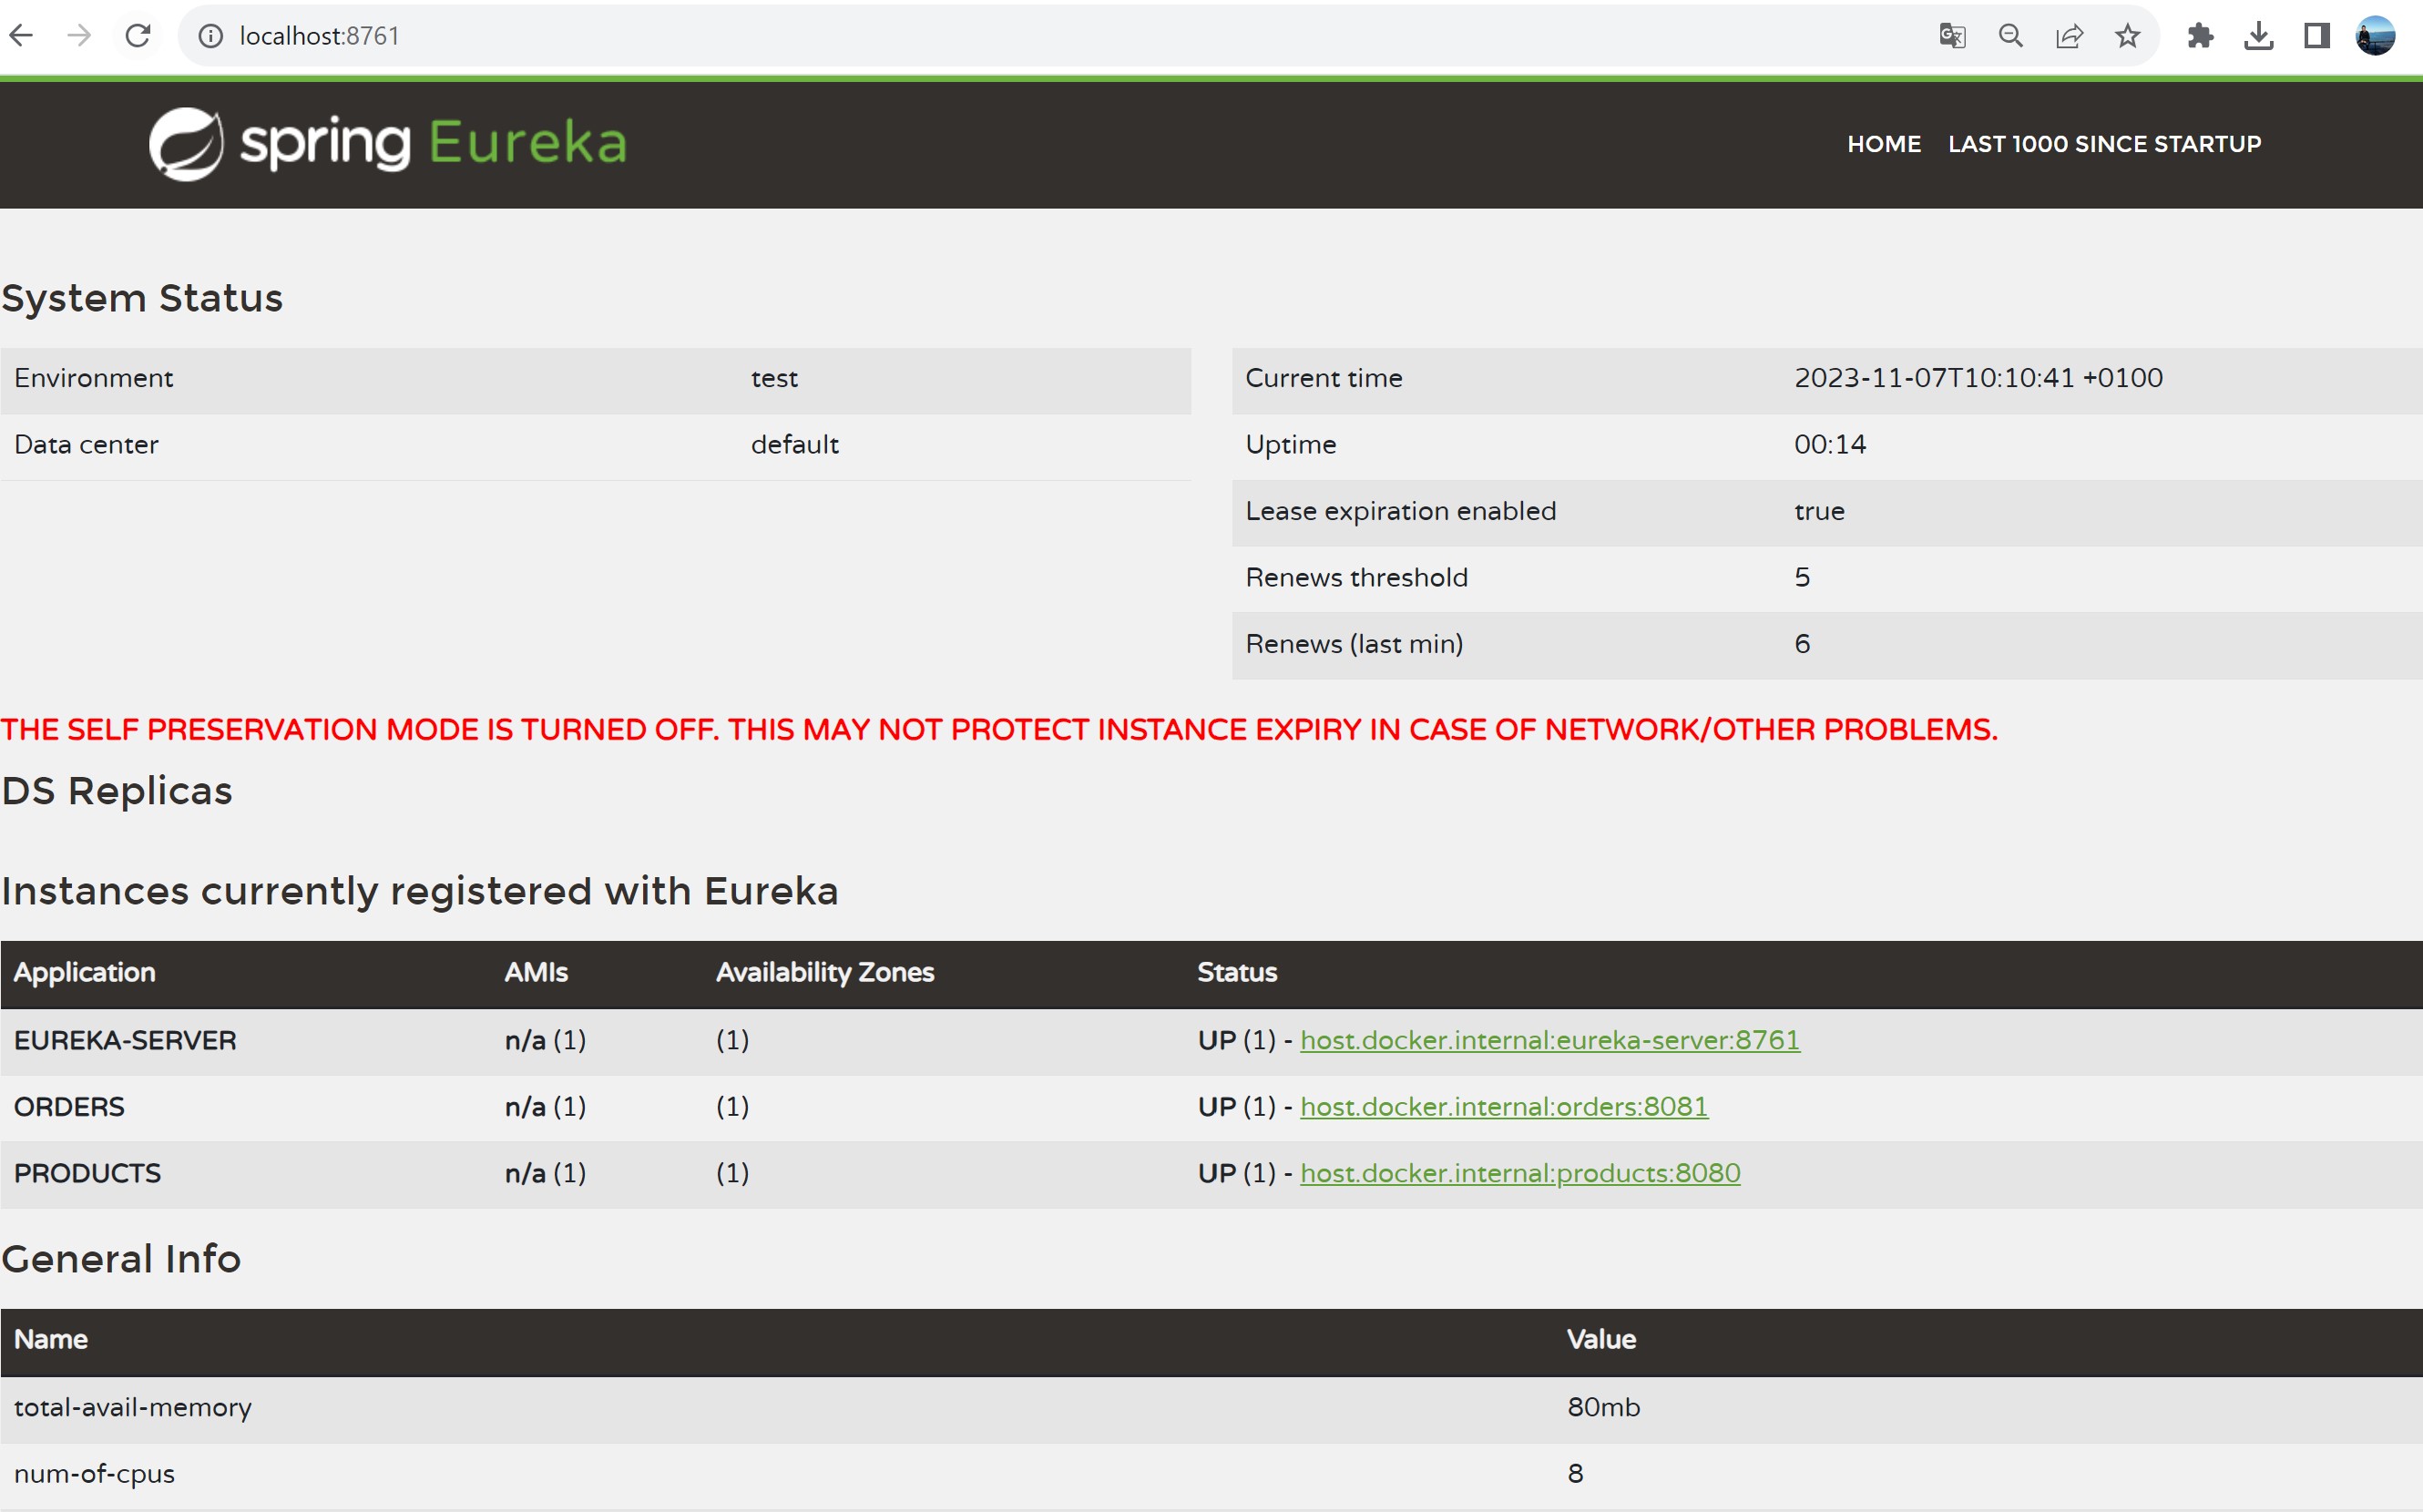 localhost:8761
spring Eureka
HOME LAST 1000 SINCE STARTUP
System Status
Environment test
Data center default
Current time 2023-11-07T10:10:41 +0100
Uptime 00:14
Lease expiration enabled true
Renews threshold 5
Renews (last min) 6
THE SELF PRESERVATION MODE IS TURNED OFF. THIS MAY NOT PROTECT INSTANCE EXPIRY IN CASE OF NETWORK/OTHER PROBLEMS.
DS Replicas
Instances currently registered with Eureka
Application AMIs Availability Zones Status
EUREKA-SERVER n/a (1) (1) UP (1) - host.docker.internal:eureka-server:8761
ORDERS n/a (1) (1) UP (1) - host.docker.internal:orders:8081
PRODUCTS n/a (1) (1) UP (1) - host.docker.internal:products:8080
General Info
Name Value
total-avail-memory 80mb
num-of-cpus 8